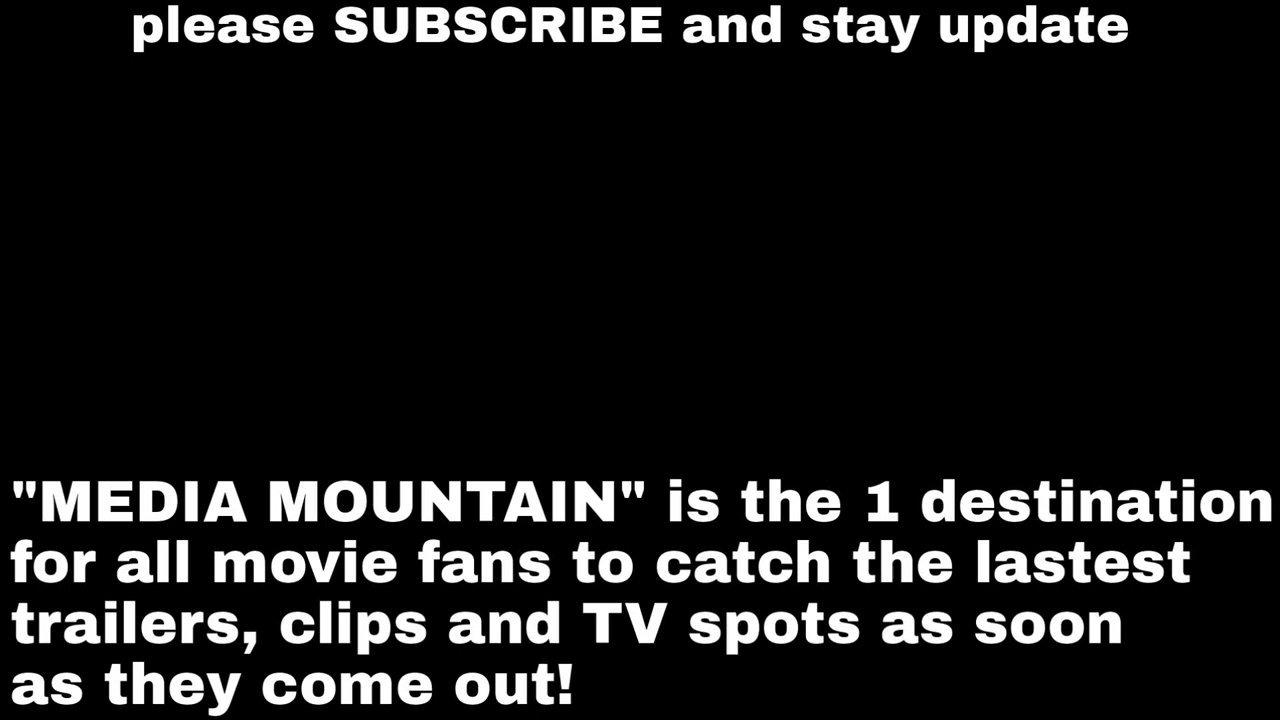 please SUBSCRIBE and stay update
"MEDIA MOUNTAIN" is the 1 destination
for all movie fans to catch the lastest
trailers, clips and TV spots as soon
as they come out!